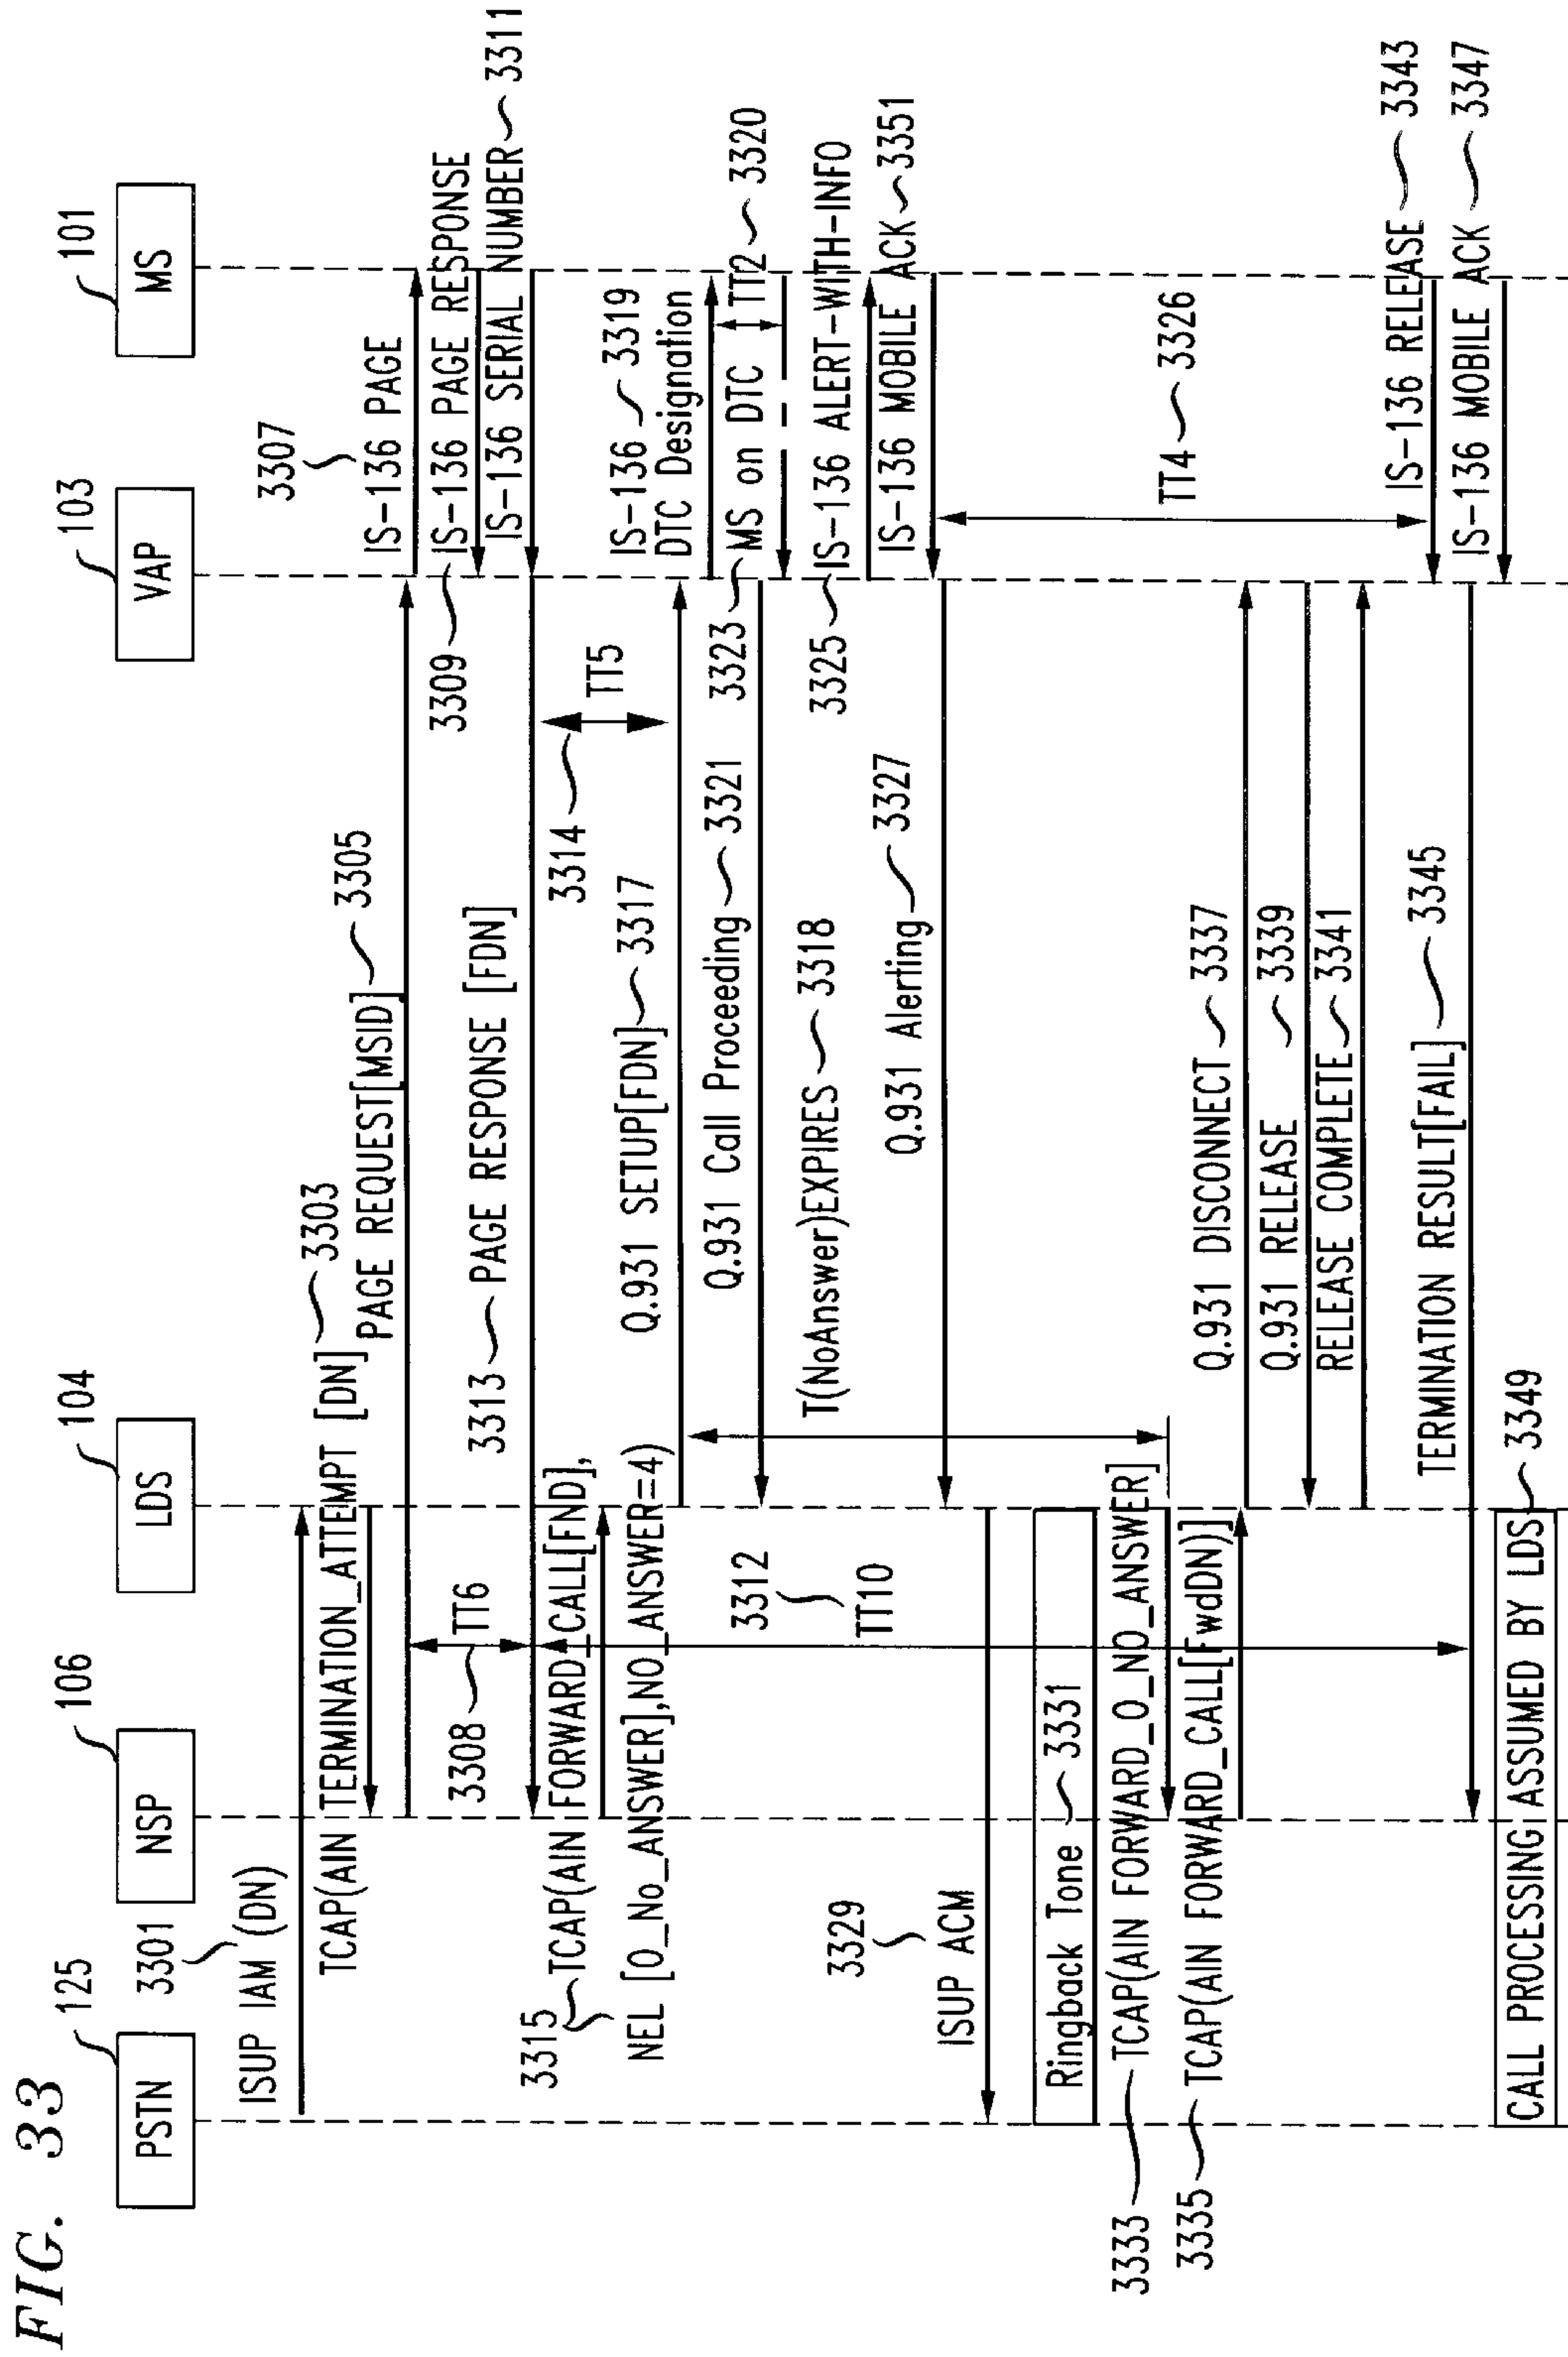 FIG. 33
PSTN
125
NSP
106
LDS
104
VAP
103
MS
101
3301
ISUP IAM (DN)
TCAP(AIN TERMINATION_ATTEMPT [DN]
3303
PAGE REQUEST[MSID]
3305
3307
IS-136 PAGE
3308
TT6
3309
IS-136 PAGE RESPONSE
IS-136 SERIAL NUMBER
3311
3313
PAGE RESPONSE [FDN]
3314
TT5
3315
TCAP(AIN FORWARD_CALL[FND],
NEL [O_No_ANSWER],NO_ANSWER=4)
Q.931 SETUP[FDN]
3317
IS-136
3319
DTC Designation
3312
TT10
Q.931 Call Proceeding
3321
3323
MS on DTC
TT2
3320
T(NoAnswer)EXPIRES
3318
3325
IS-136 ALERT-WITH-INFO
IS-136 MOBILE ACK
3351
Q.931 Alerting
3327
3329
ISUP ACM
Ringback Tone
3331
3333
TCAP(AIN FORWARD_O_NO_ANSWER]
3335
TCAP(AIN FORWARD_CALL[FwdDN)]
TT4
3326
Q.931 DISCONNECT
3337
Q.931 RELEASE
3339
RELEASE COMPLETE
3341
IS-136 RELEASE
3343
TERMINATION RESULT[FAIL]
3345
IS-136 MOBILE ACK
3347
CALL PROCESSING ASSUMED BY LDS
3349